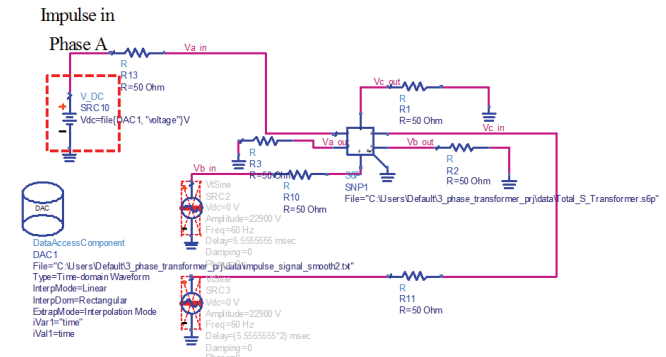 Impulse in
Phase A
Va_in
R
R13
R=50 Ohm
V_DC
SRC10
Vdc=file{DAC1, "voltage"} V
Vc_out
R
R1
R=50 Ohm
Vc_in
Va_out
Vb_out
R
R3
R=50 Ohm
R
R2
R=50 Ohm
Vb_in
R
R10
R=50 Ohm
SNP1
File="C:\Users\Default\3_phase_transformer_prj\data\Total_S_Transformer.s6p"
VtSine
SRC2
Vdc=0 V
Amplitude=22900 V
Freq=60 Hz
Delay=5.5555555 msec
Damping=0
DAC
DataAccessComponent
DAC1
File="C:\Users\Default\3_phase_transformer_prj\data\impulse_signal_smooth2.txt"
Type=Time-domain Waveform
InterpMode=Linear
InterpDom=Rectangular
ExtrapMode=Interpolation Mode
iVar1="time"
iVal1=time
VtSine
SRC3
Vdc=0 V
Amplitude=22900 V
Freq=60 Hz
Delay=(5.5555555*2) msec
Damping=0
R
R11
R=50 Ohm